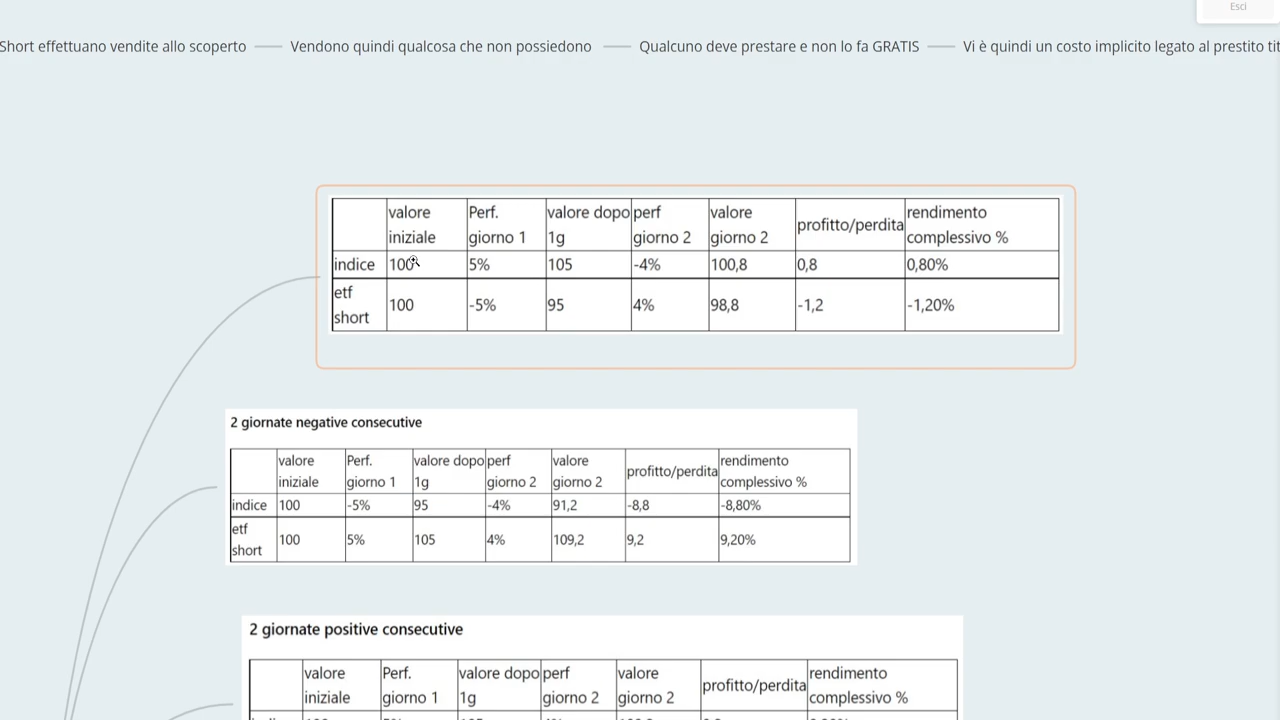 Esci
Short effettuano vendite allo scoperto Vendono quindi qualcosa che non possiedono Qualcuno deve prestare e non lo fa GRATIS Vi è quindi un costo implicito legato al prestito tit
valore iniziale Perf. giorno 1 valore dopo 1g perf giorno 2 valore giorno 2 profitto/perdita rendimento complessivo %
indice 100 5% 105 -4% 100,8 0,8 0,80%
etf short 100 -5% 95 4% 98,8 -1,2 -1,20%
2 giornate negative consecutive
valore iniziale Perf. giorno 1 valore dopo 1g perf giorno 2 valore giorno 2 profitto/perdita rendimento complessivo %
indice 100 -5% 95 -4% 91,2 -8,8 -8,80%
etf short 100 5% 105 4% 109,2 9,2 9,20%
2 giornate positive consecutive
valore iniziale Perf. giorno 1 valore dopo 1g perf giorno 2 valore giorno 2 profitto/perdita rendimento complessivo %